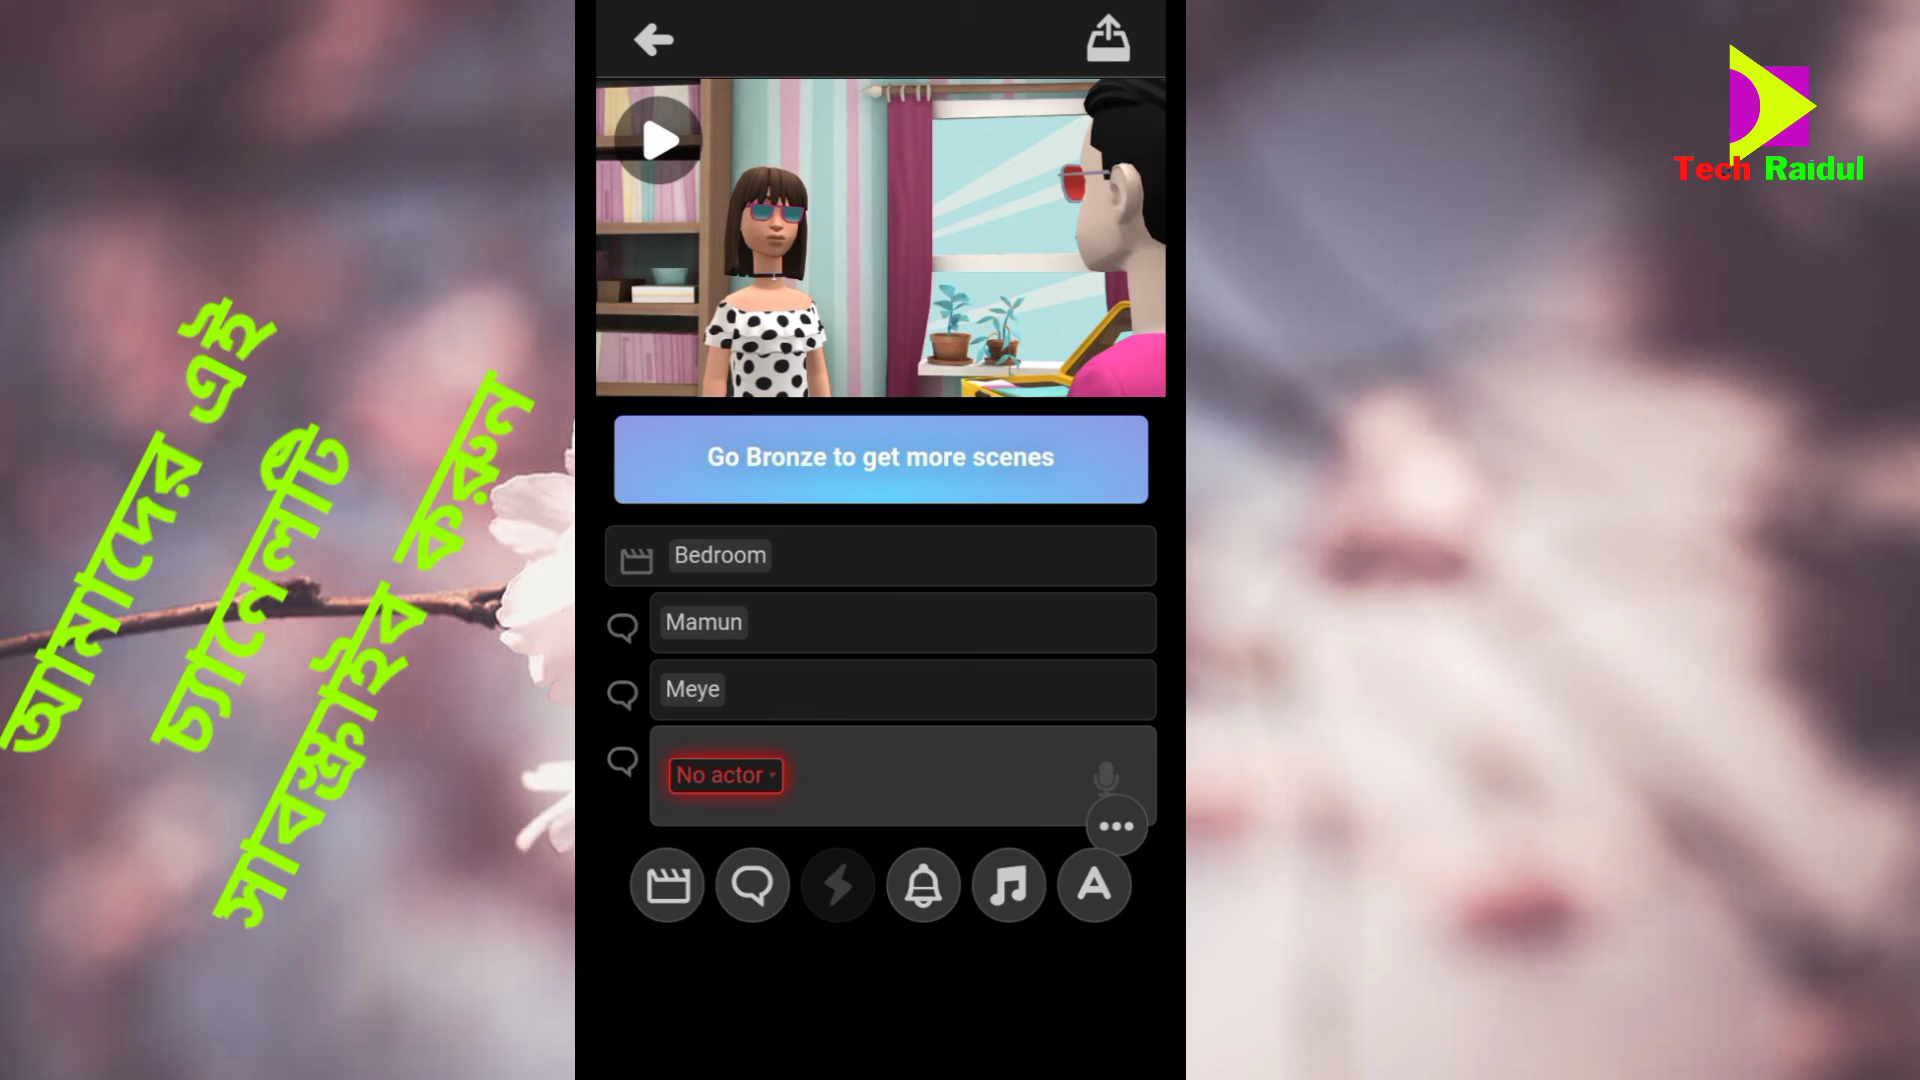 আমাদের এই
চ্যানেলটি
সাবস্ক্রাইব করুন
Go Bronze to get more scenes
Bedroom
Mamun
Meye
No actor
A
Tech Raidul